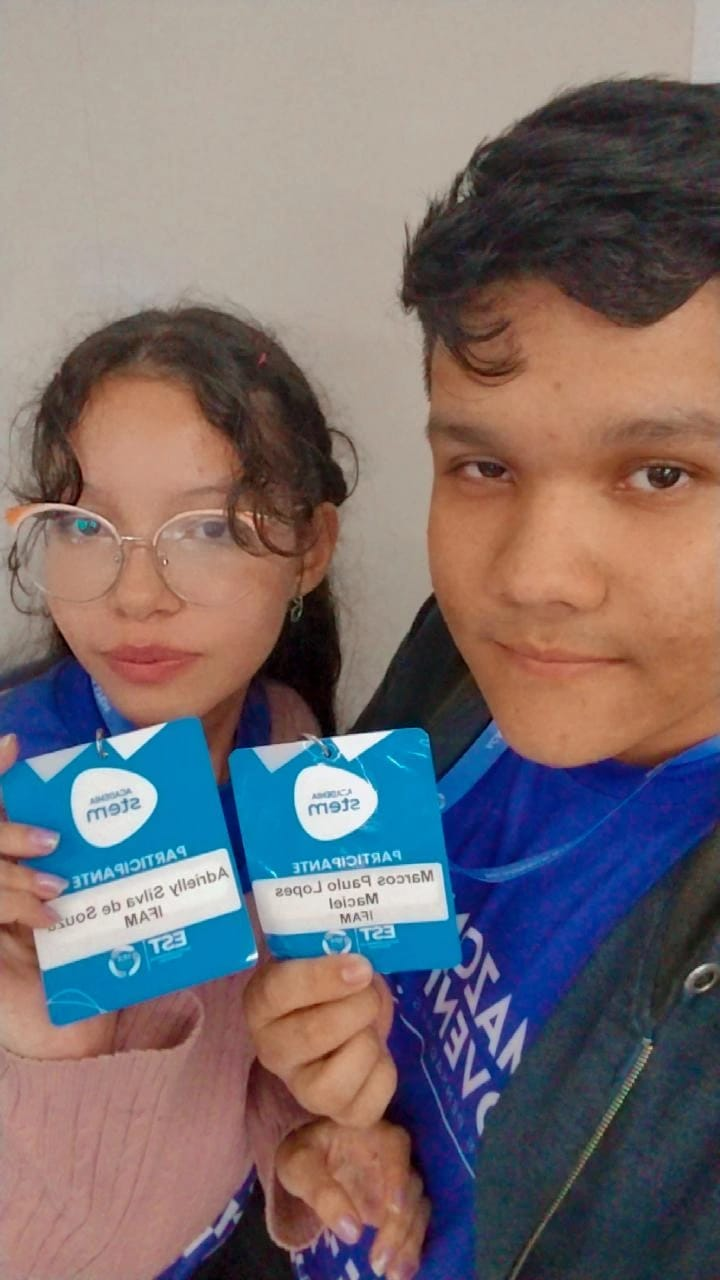 ACADEMIA
stem
PARTICIPANTE
Adrielly Silva de Souza
IFAM
EST
ACADEMIA
stem
PARTICIPANTE
Marcos Paulo Lopes
Maciel
IFAM
EST